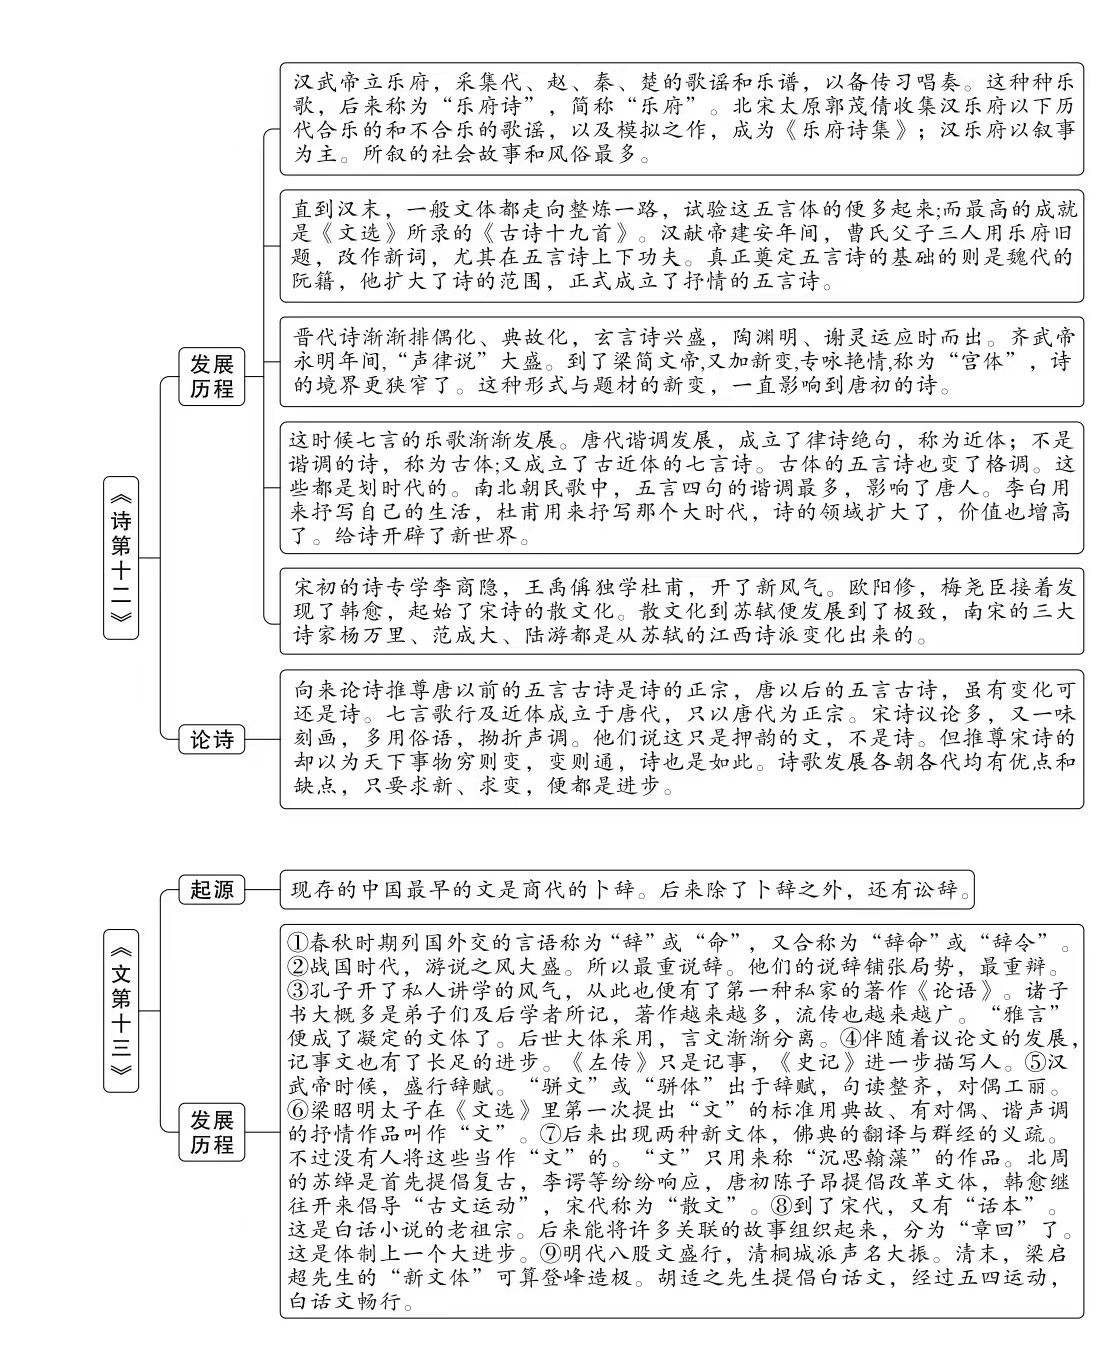 《诗第十二》
发展
历程
汉武帝立乐府，采集代、赵、秦、楚的歌谣和乐谱，以备传习唱奏。这种种乐
歌，后来称为“乐府诗”，简称“乐府”。北宋太原郭茂倩收集汉乐府以下历
代合乐的和不合乐的歌谣，以及模拟之作，成为《乐府诗集》；汉乐府以叙事
为主。所叙的社会故事和风俗最多。
直到汉末，一般文体都走向整炼一路，试验这五言体的便多起来;而最高的成就
是《文选》所录的《古诗十九首》。汉献帝建安年间，曹氏父子三人用乐府旧
题，改作新词，尤其在五言诗上下功夫。真正奠定五言诗的基础的则是魏代的
阮籍，他扩大了诗的范围，正式成立了抒情的五言诗。
晋代诗渐渐排偶化、典故化，玄言诗兴盛，陶渊明、谢灵运应时而出。齐武帝
永明年间,“声律说”大盛。到了梁简文帝,又加新变,专咏艳情,称为“宫体”，诗
的境界更狭窄了。这种形式与题材的新变，一直影响到唐初的诗。
这时候七言的乐歌渐渐发展。唐代谐调发展，成立了律诗绝句，称为近体；不是
谐调的诗，称为古体;又成立了古近体的七言诗。古体的五言诗也变了格调。这
些都是划时代的。南北朝民歌中，五言四句的谐调最多，影响了唐人。李白用
来抒写自己的生活，杜甫用来抒写那个大时代，诗的领域扩大了，价值也增高
了。给诗开辟了新世界。
宋初的诗专学李商隐，王禹偁独学杜甫，开了新风气。欧阳修，梅尧臣接着发
现了韩愈，起始了宋诗的散文化。散文化到苏轼便发展到了极致，南宋的三大
诗家杨万里、范成大、陆游都是从苏轼的江西诗派变化出来的。
论诗
向来论诗推尊唐以前的五言古诗是诗的正宗，唐以后的五言古诗，虽有变化可
还是诗。七言歌行及近体成立于唐代，只以唐代为正宗。宋诗议论多，又一味
刻画，多用俗语，拗折声调。他们说这只是押韵的文，不是诗。但推尊宋诗的
却以为天下事物穷则变，变则通，诗也是如此。诗歌发展各朝各代均有优点和
缺点，只要求新、求变，便都是进步。
《文第十三》
起源
现存的中国最早的文是商代的卜辞。后来除了卜辞之外，还有讼辞。
发展
历程
①春秋时期列国外交的言语称为“辞”或“命”，又合称为“辞命”或“辞令”。
②战国时代，游说之风大盛。所以最重说辞。他们的说辞铺张局势，最重辩。
③孔子开了私人讲学的风气，从此也便有了第一种私家的著作《论语》。诸子
书大概多是弟子们及后学者所记，著作越来越多，流传也越来越广。“雅言”
便成了凝定的文体了。后世大体采用，言文渐渐分离。④伴随着议论文的发展，
记事文也有了长足的进步。《左传》只是记事，《史记》进一步描写人。⑤汉
武帝时候，盛行辞赋。“骈文”或“骈体”出于辞赋，句读整齐，对偶工丽。
⑥梁昭明太子在《文选》里第一次提出“文”的标准用典故、有对偶、谐声调
的抒情作品叫作“文”。⑦后来出现两种新文体，佛典的翻译与群经的义疏。
不过没有人将这些当作“文”的。“文”只用来称“沉思翰藻”的作品。北周
的苏绰是首先提倡复古，李谔等纷纷响应，唐初陈子昂提倡改革文体，韩愈继
往开来倡导“古文运动”，宋代称为“散文”。⑧到了宋代，又有“话本”。
这是白话小说的老祖宗。后来能将许多关联的故事组织起来，分为“章回”了。
这是体制上一个大进步。⑨明代八股文盛行，清桐城派声名大振。清末，梁启
超先生的“新文体”可算登峰造极。胡适之先生提倡白话文，经过五四运动，
白话文畅行。